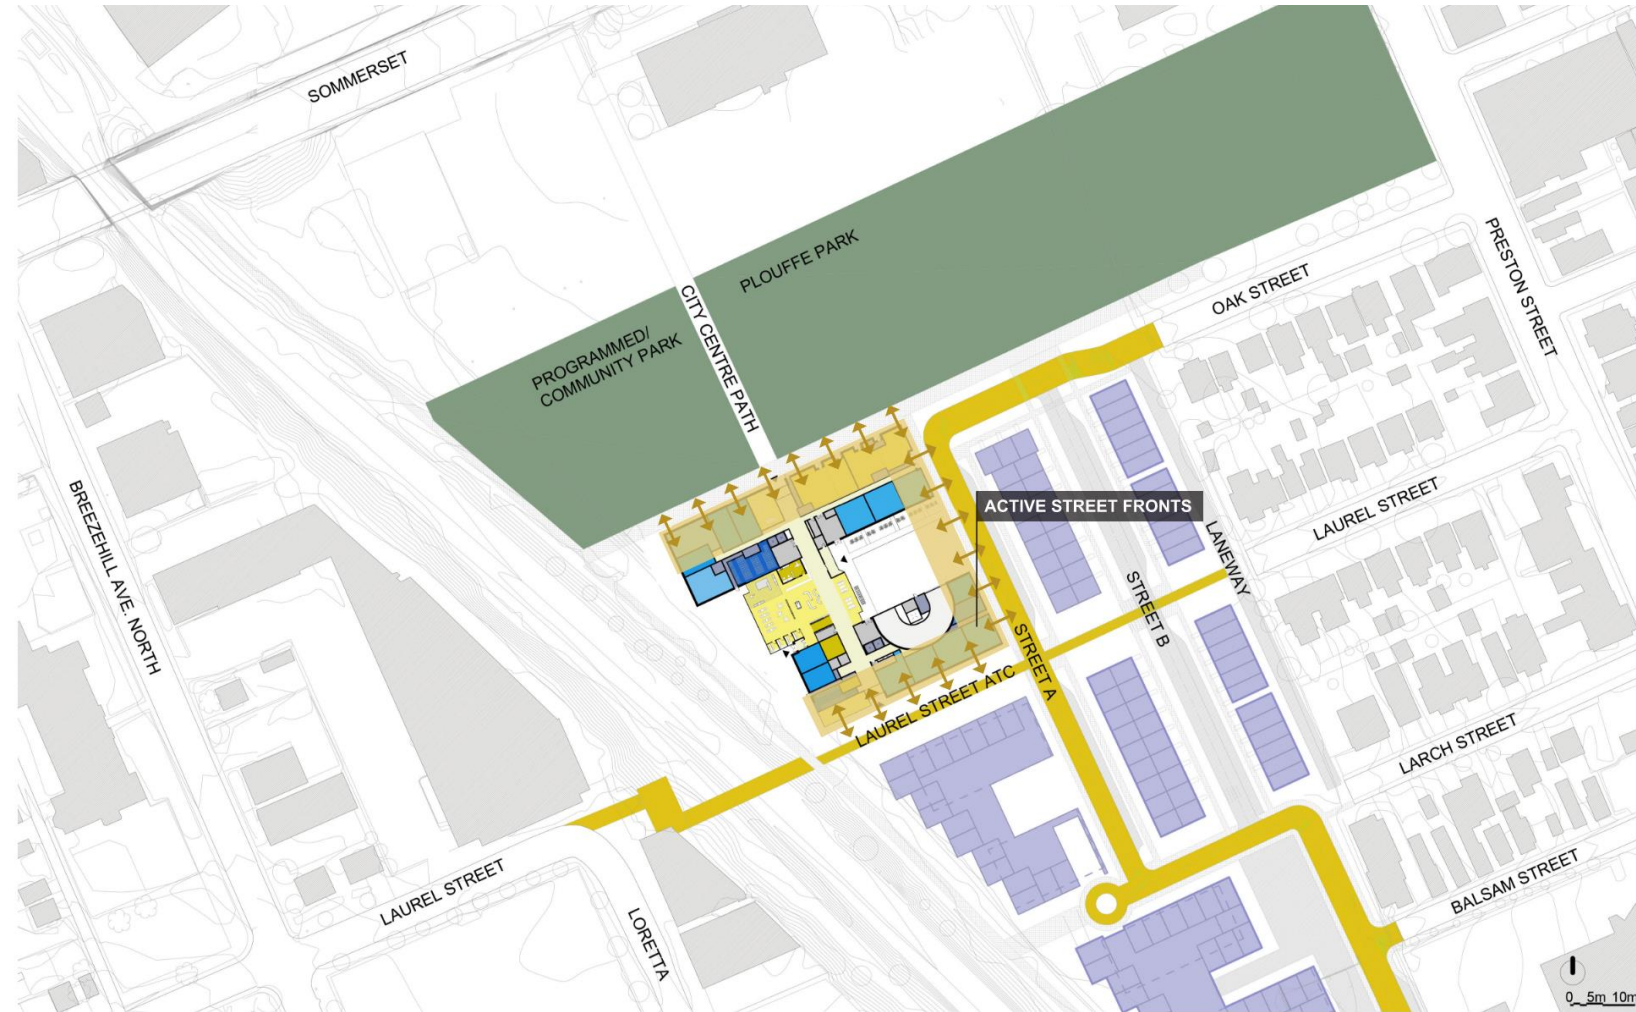 SOMMERSET
PLOUFFE PARK
PROGRAMMED/
COMMUNITY PARK
CITY CENTRE PATH
OAK STREET
PRESTON STREET
BREEZEHILL AVE. NORTH
ACTIVE STREET FRONTS
LAUREL STREET
LANEWAY
STREET B
STREET A
LAUREL STREET ATC
LARCH STREET
LAUREL STREET
LORETTA
BALSAM STREET
0 5m 10m